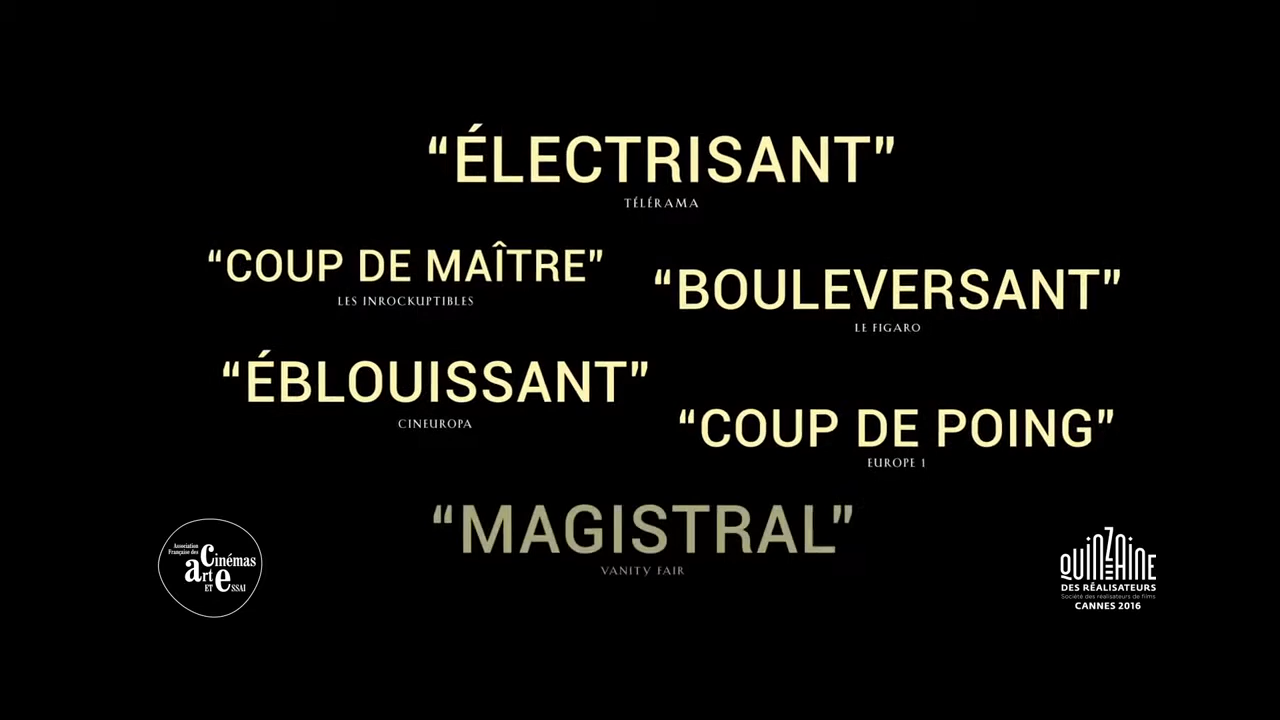 “ÉLECTRISANT”
TÉLÉRAMA
“COUP DE MAÎTRE”
LES INROCKUPTIBLES
“BOULEVERSANT”
LE FIGARO
“ÉBLOUISSANT”
CINEUROPA
“COUP DE POING”
EUROPE 1
“MAGISTRAL”
VANITY FAIR
Association
Française des
Cinémas
art
ET ESSAI
QUINZAINE
DES RÉALISATEURS
Société des réalisateurs de films
CANNES 2016